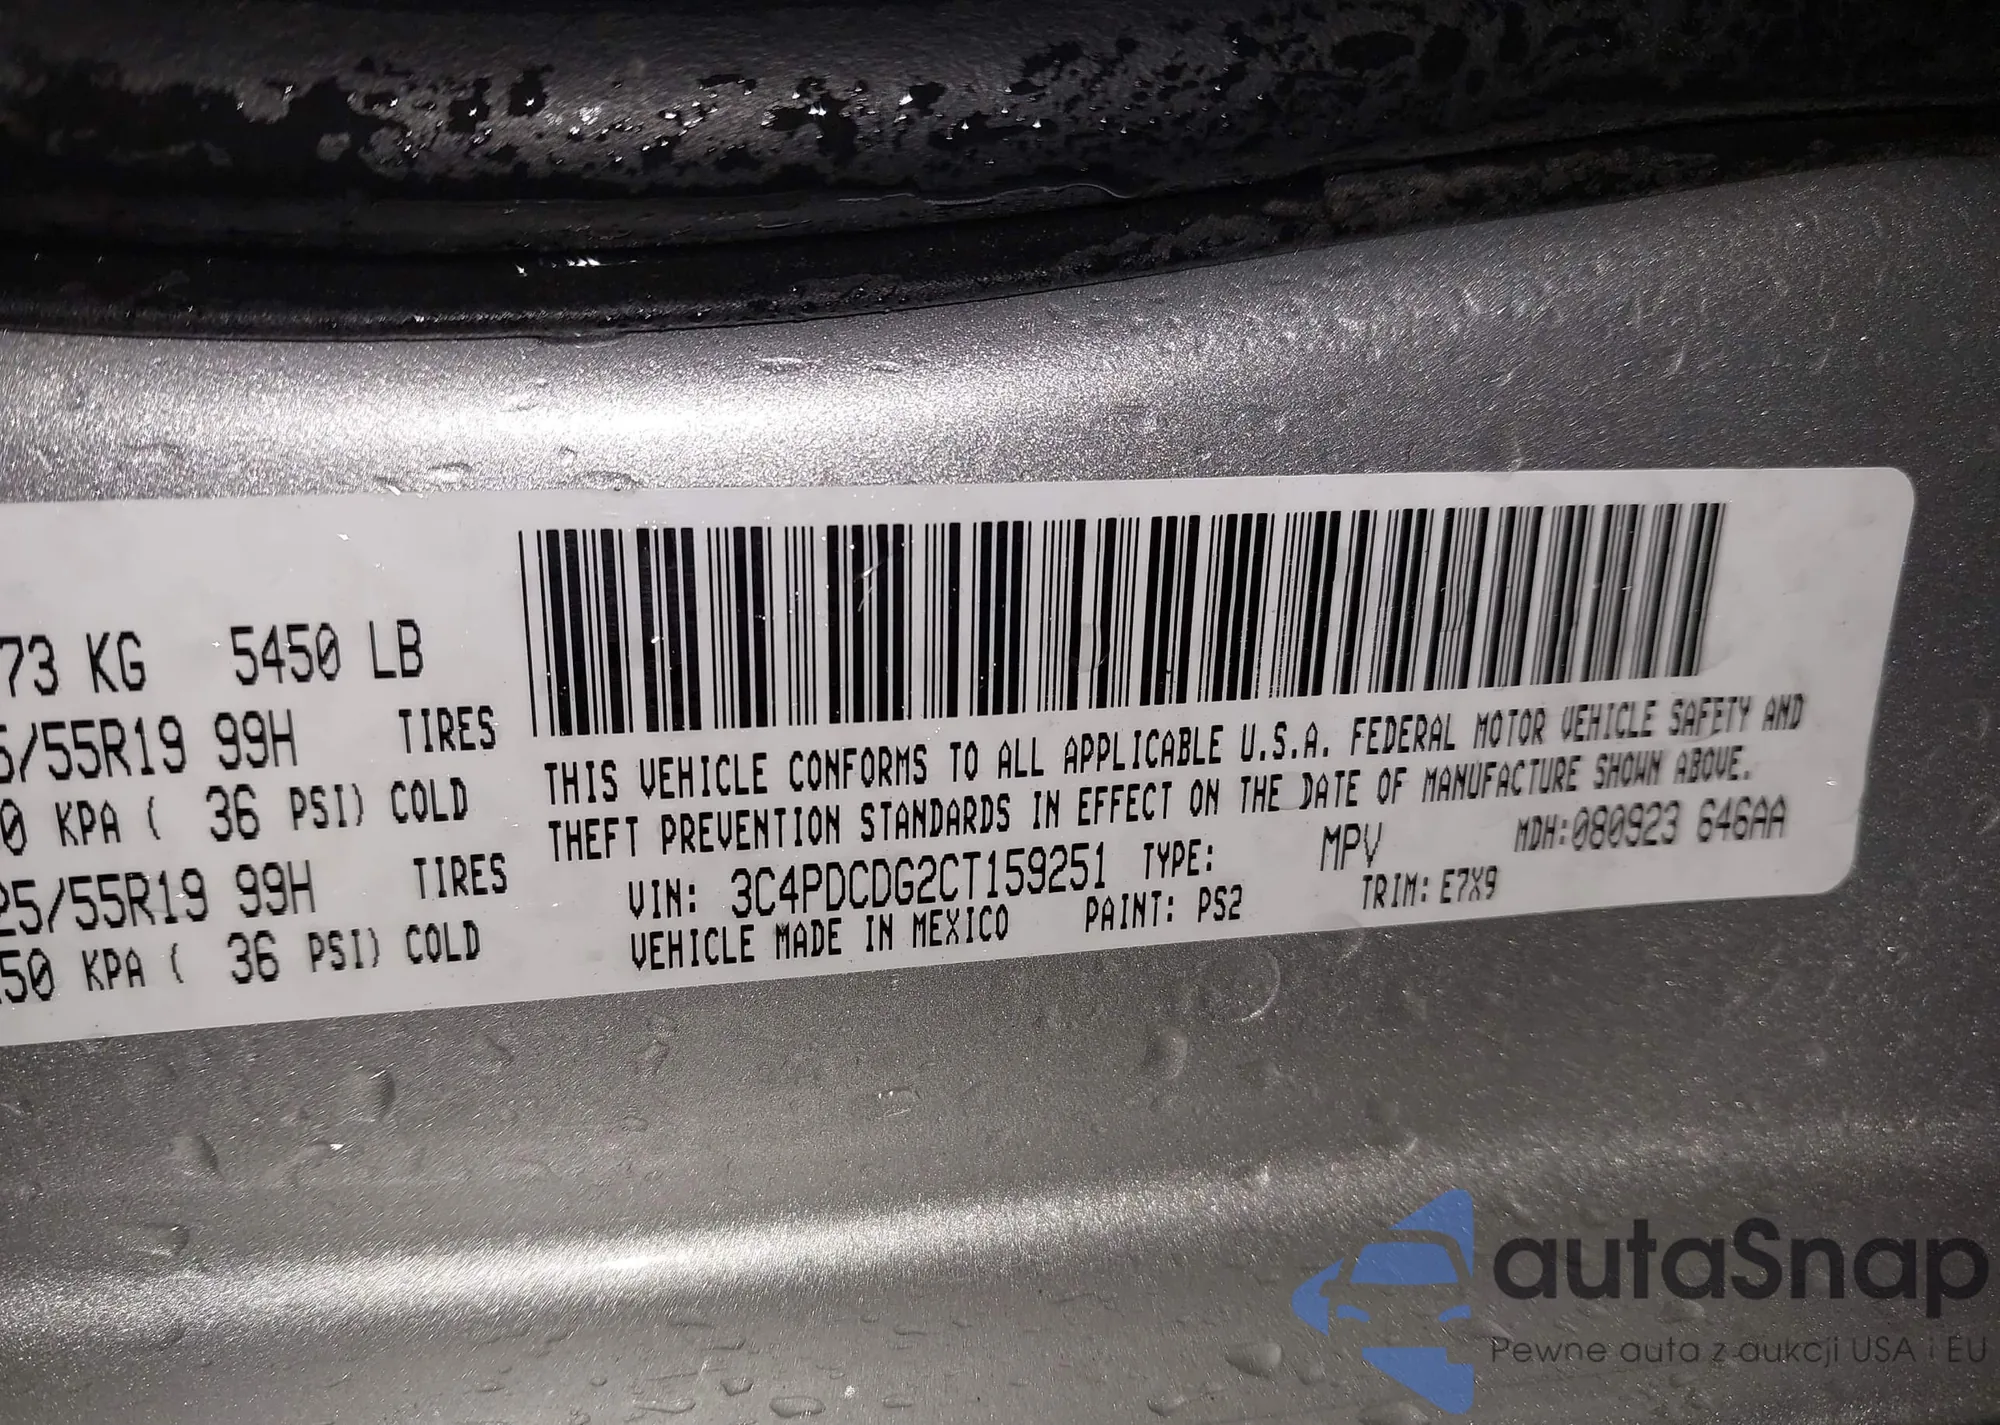 73 KG 5450 LB
5/55R19 99H TIRES
0 KPA ( 36 PSI) COLD
25/55R19 99H TIRES
50 KPA ( 36 PSI) COLD
THIS VEHICLE CONFORMS TO ALL APPLICABLE U.S.A. FEDERAL MOTOR VEHICLE SAFETY AND
THEFT PREVENTION STANDARDS IN EFFECT ON THE DATE OF MANUFACTURE SHOWN ABOVE.
VIN: 3C4PDCDG2CT159251 TYPE: MPV MDH:080923 646AA
VEHICLE MADE IN MEXICO PAINT: PS2 TRIM: E7X9
autaSnap
Pewne auta z aukcji USA i EU